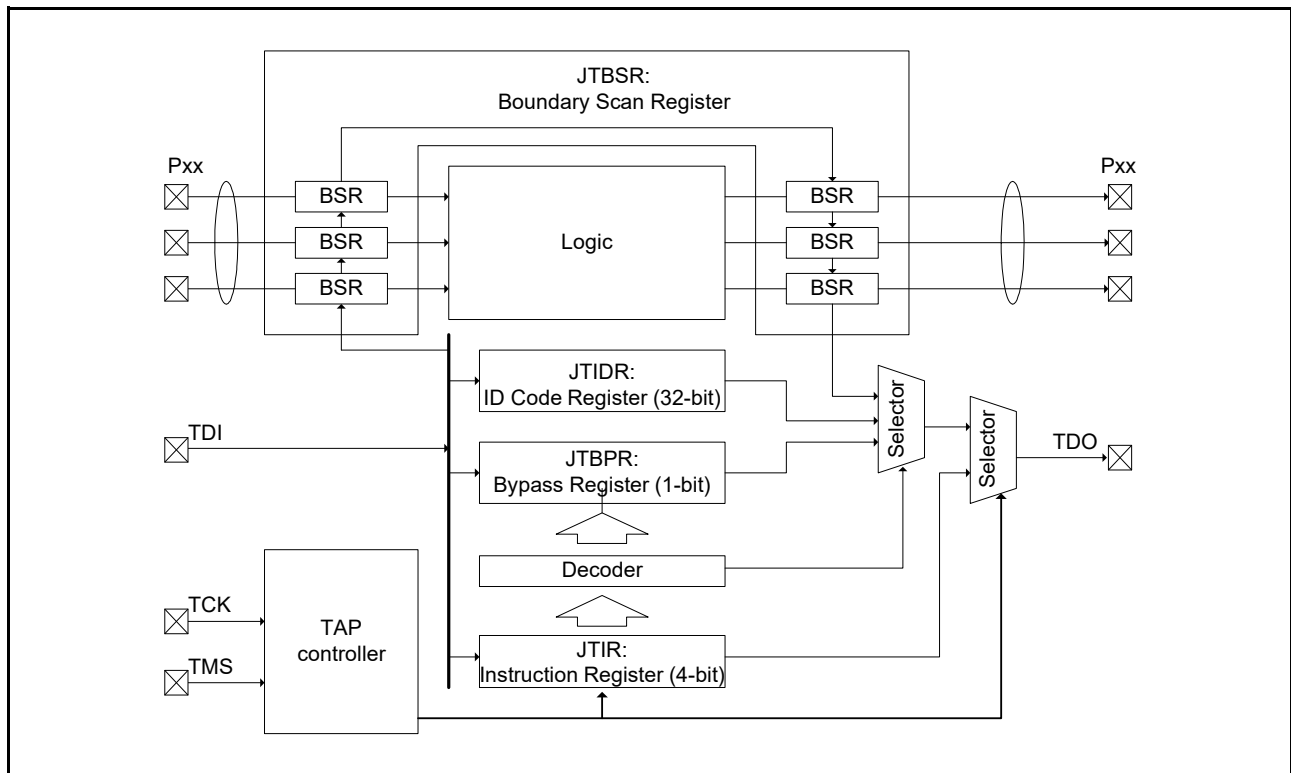 JTBSR:
Boundary Scan Register
Pxx
Pxx
BSR
BSR
BSR
BSR
Logic
BSR
BSR
JTIDR:
ID Code Register (32-bit)
Selector
Selector
TDI
TDO
JTBPR:
Bypass Register (1-bit)
Decoder
TCK
TMS
TAP
controller
JTIR:
Instruction Register (4-bit)